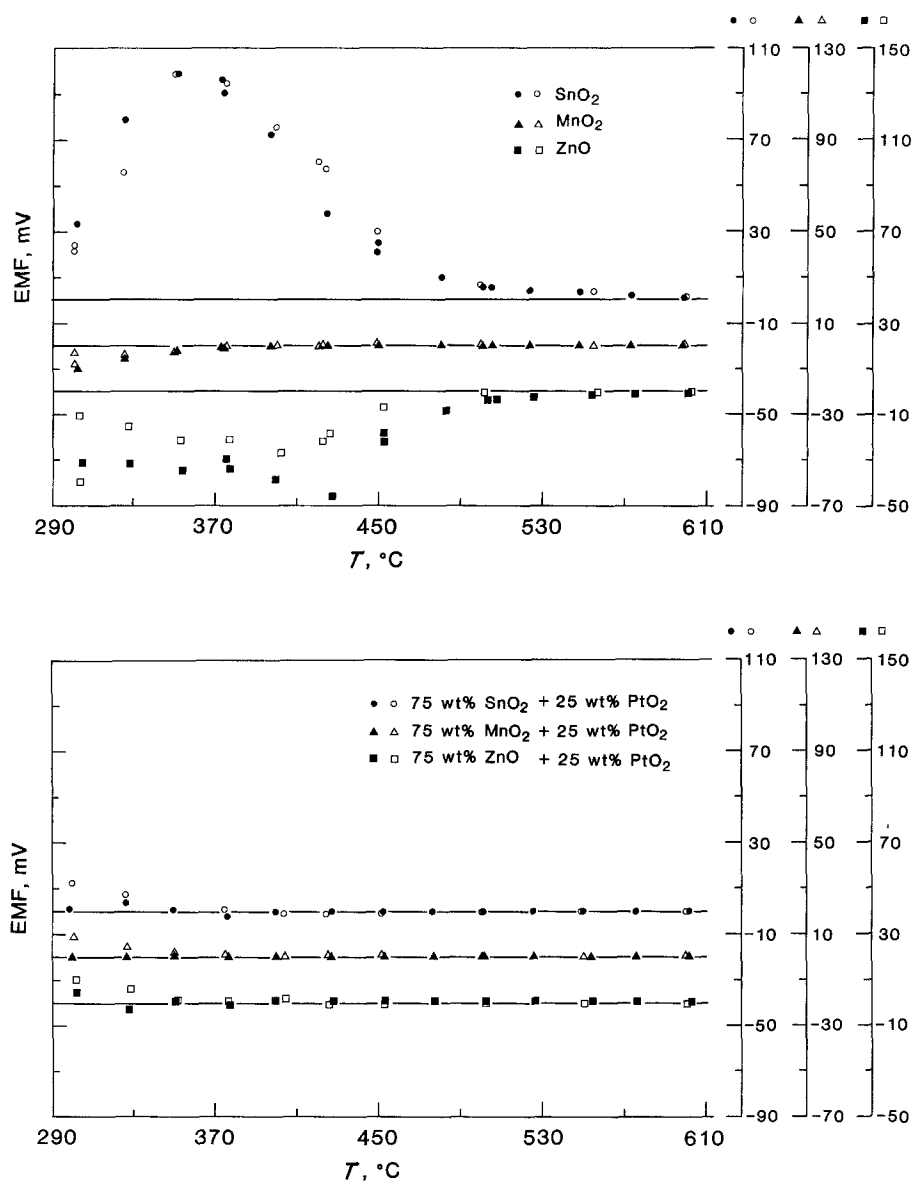 110 130 150
● ○ SnO₂
▲ △ MnO₂
■ □ ZnO
70 90 110
EMF, mV
30 50 70
-10 10 30
-50 -30 -10
-90 -70 -50
290 370 450 530 610
T, °C
110 130 150
● ○ 75 wt% SnO₂ + 25 wt% PtO₂
▲ △ 75 wt% MnO₂ + 25 wt% PtO₂
■ □ 75 wt% ZnO + 25 wt% PtO₂
70 90 110
EMF, mV
30 50 70
-10 10 30
-50 -30 -10
-90 -70 -50
290 370 450 530 610
T, °C